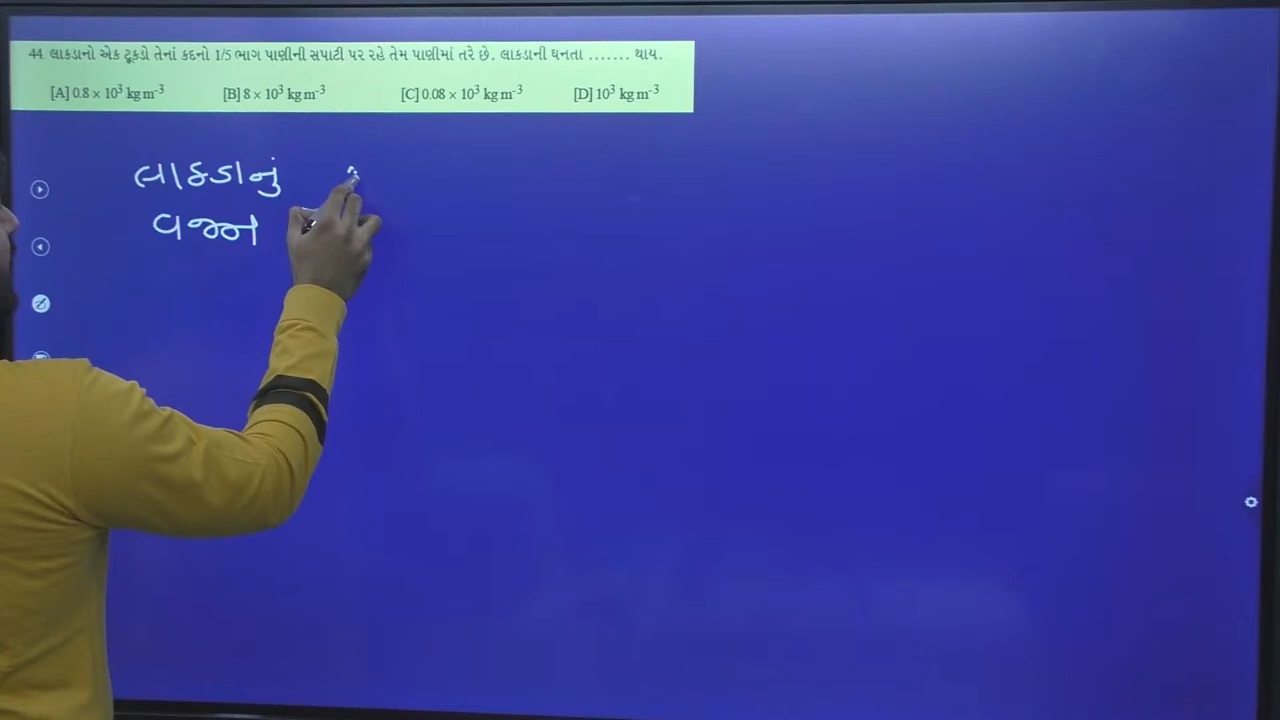 44. લાકડાનો એક ટૂકડો તેનાં કદનો 1/5 ભાગ પાણીની સપાટી પર રહે તેમ પાણીમાં તરે છે. લાકડાની ઘનતા ....... થાય.
[A] 0.8 × 10³ kg m⁻³ [B] 8 × 10³ kg m⁻³ [C] 0.08 × 10³ kg m⁻³ [D] 10³ kg m⁻³
લાકડાનું
વજન